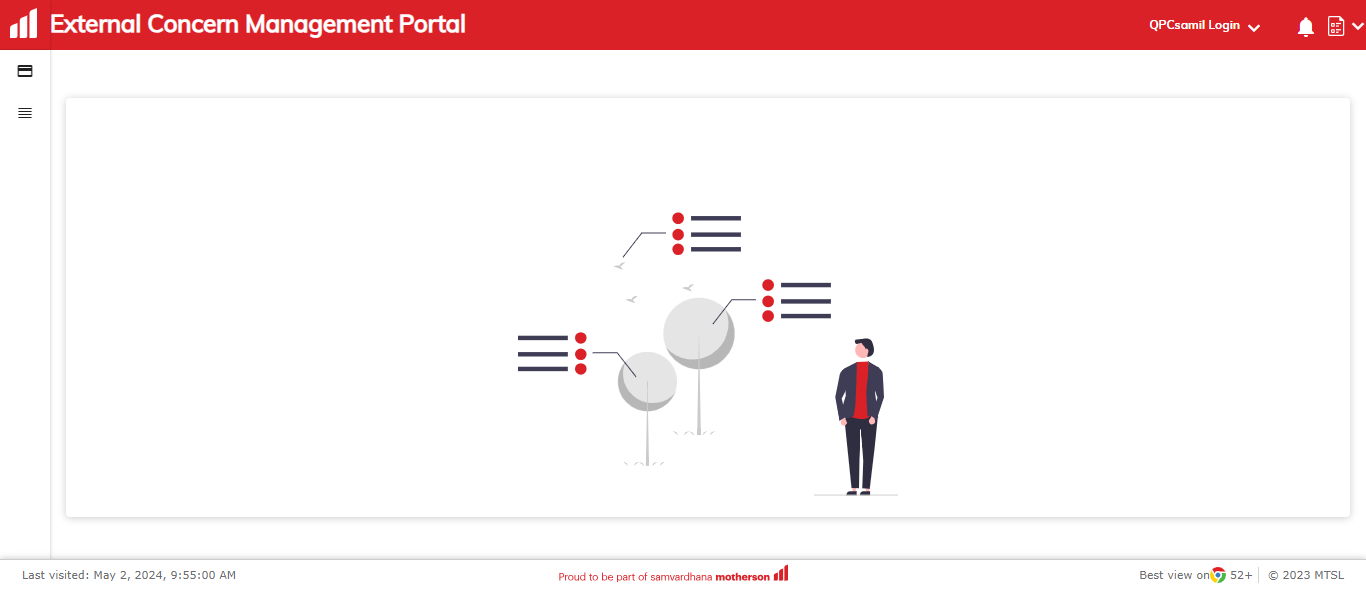 External Concern Management Portal
QPCsamil Login
Last visited: May 2, 2024, 9:55:00 AM
Proud to be part of samvardhana motherson
Best view on 52+
© 2023 MTSL